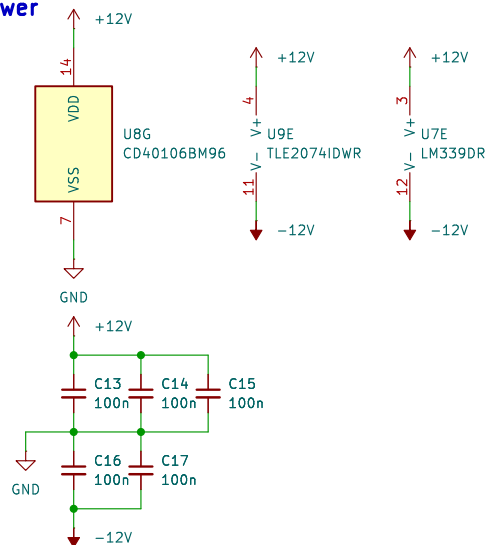 wer
+12V
14
VDD
U8G
CD40106BM96
VSS
7
GND
+12V
4
V+
U9E
TLE2074IDWR
V-
11
-12V
+12V
3
V+
U7E
LM339DR
V-
12
-12V
+12V
C13
100n
C14
100n
C15
100n
GND
C16
100n
C17
100n
-12V